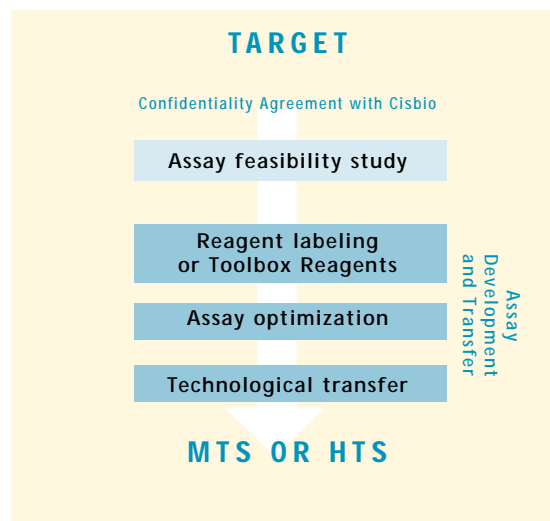 TARGET
Confidentiality Agreement with Cisbio
Assay feasibility study
Reagent labeling
or Toolbox Reagents
Assay optimization
Technological transfer
Assay
Development
and Transfer
MTS OR HTS